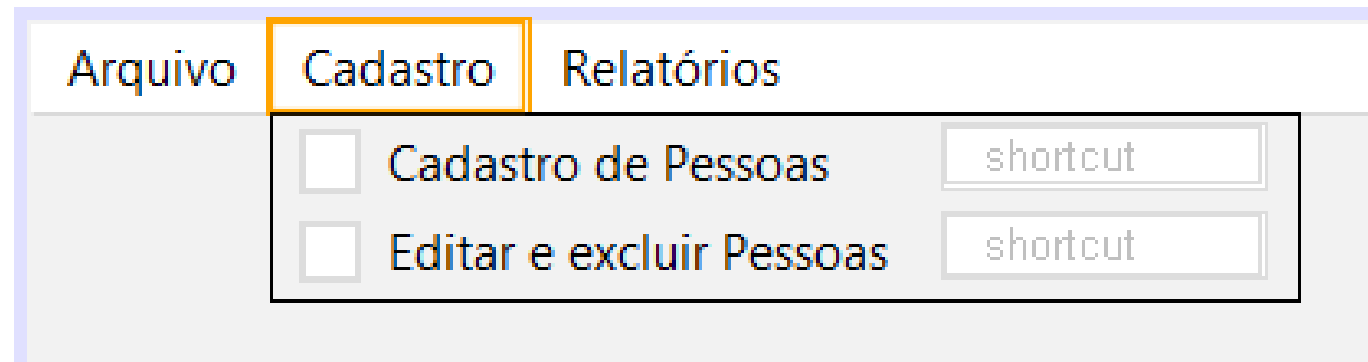 Arquivo Cadastro Relatórios
Cadastro de Pessoas shortcut
Editar e excluir Pessoas shortcut